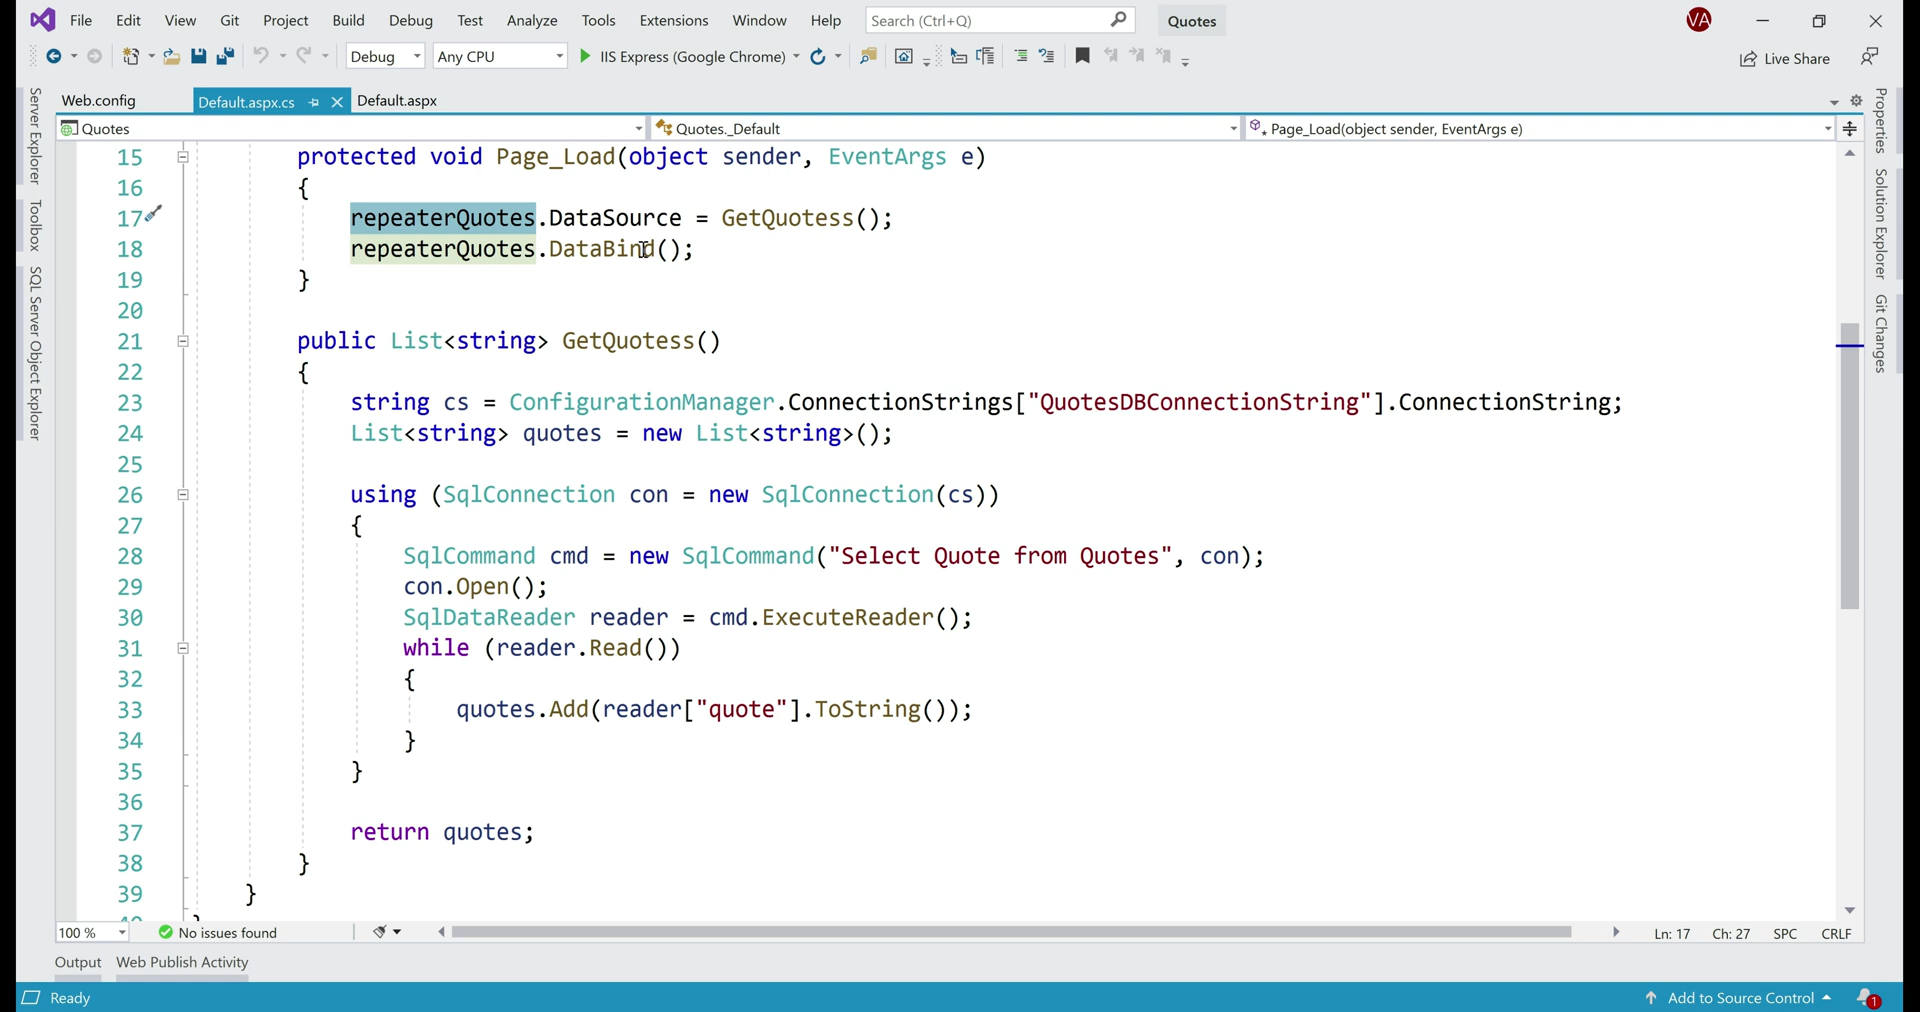 File Edit View Git Project Build Debug Test Analyze Tools Extensions Window Help Search (Ctrl+Q) Quotes VA
Debug Any CPU IIS Express (Google Chrome) Live Share
Web.config Default.aspx.cs Default.aspx
Quotes Quotes._Default Page_Load(object sender, EventArgs e)
Server Explorer
Toolbox
SQL Server Object Explorer
15 protected void Page_Load(object sender, EventArgs e)
16 {
17 repeaterQuotes.DataSource = GetQuotess();
18 repeaterQuotes.DataBind();
19 }
20
21 public List<string> GetQuotess()
22 {
23 string cs = ConfigurationManager.ConnectionStrings["QuotesDBConnectionString"].ConnectionString;
24 List<string> quotes = new List<string>();
25
26 using (SqlConnection con = new SqlConnection(cs))
27 {
28 SqlCommand cmd = new SqlCommand("Select Quote from Quotes", con);
29 con.Open();
30 SqlDataReader reader = cmd.ExecuteReader();
31 while (reader.Read())
32 {
33 quotes.Add(reader["quote"].ToString());
34 }
35 }
36
37 return quotes;
38 }
39 }
40 }
Properties
Solution Explorer
Git Changes
100 % No issues found Ln: 17 Ch: 27 SPC CRLF
Output Web Publish Activity
Ready Add to Source Control 1